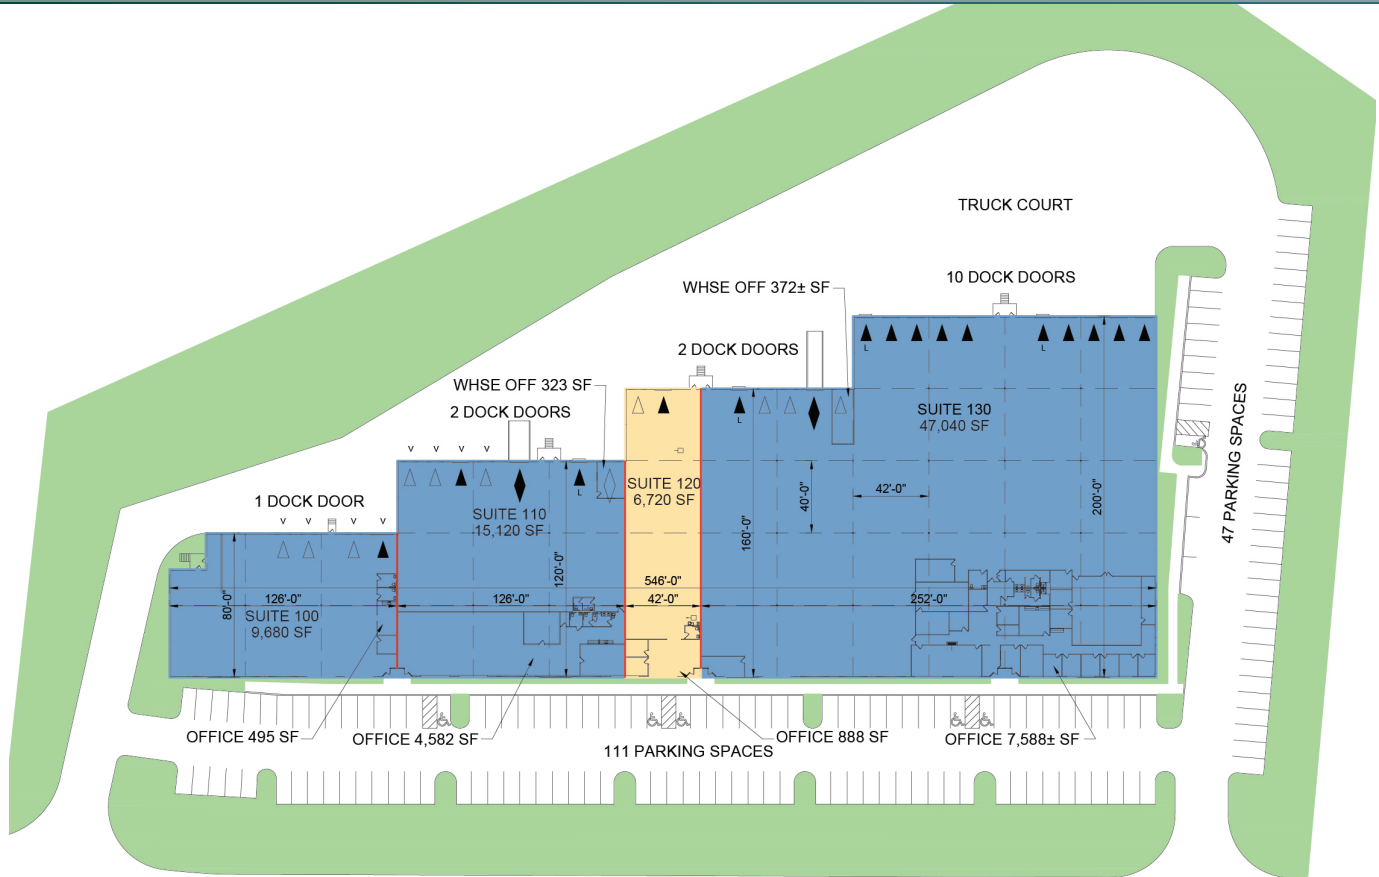 TRUCK COURT
10 DOCK DOORS
WHSE OFF 372± SF
L
L
2 DOCK DOORS
WHSE OFF 323 SF
2 DOCK DOORS
L
SUITE 130
47,040 SF
47 PARKING SPACES
V V V V
L
SUITE 120
6,720 SF
40'-0"
42'-0"
200'-0"
160'-0"
1 DOCK DOOR
V V V V
SUITE 110
15,120 SF
120'-0"
546'-0"
126'-0"
126'-0"
42'-0"
252'-0"
80'-0"
SUITE 100
9,680 SF
OFFICE 495 SF
OFFICE 4,582 SF
111 PARKING SPACES
OFFICE 888 SF
OFFICE 7,588± SF